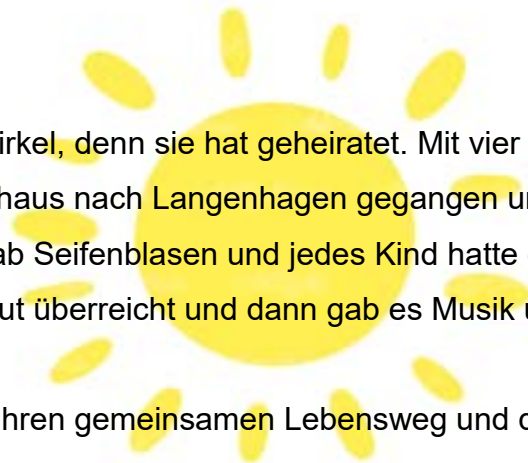 irkel, denn sie hat geheiratet. Mit vier
haus nach Langenhagen gegangen u
ab Seifenblasen und jedes Kind hatte
ut überreicht und dann gab es Musik
ihren gemeinsamen Lebensweg und